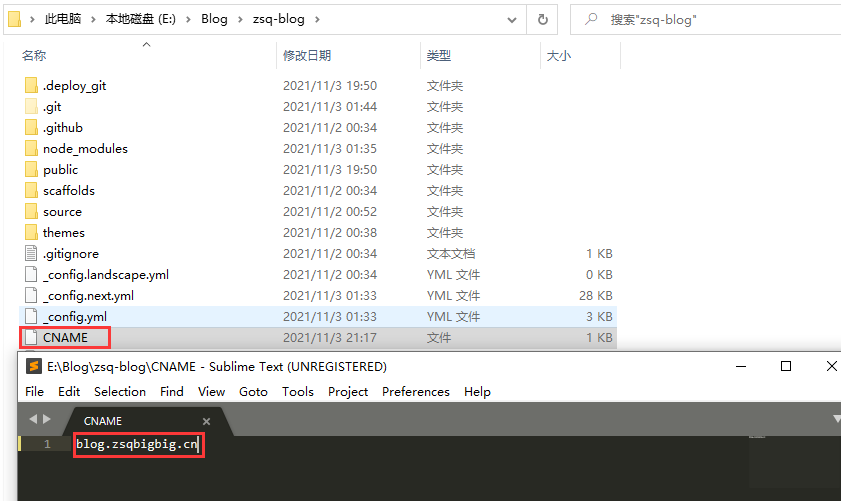 此电脑 > 本地磁盘 (E:) > Blog > zsq-blog >
搜索"zsq-blog"
名称 修改日期 类型 大小
.deploy_git 2021/11/3 19:50 文件夹
.git 2021/11/3 01:44 文件夹
.github 2021/11/2 00:34 文件夹
node_modules 2021/11/3 01:35 文件夹
public 2021/11/3 19:50 文件夹
scaffolds 2021/11/2 00:34 文件夹
source 2021/11/2 00:52 文件夹
themes 2021/11/2 00:38 文件夹
.gitignore 2021/11/2 00:34 文本文档 1 KB
_config.landscape.yml 2021/11/2 00:34 YML 文件 0 KB
_config.next.yml 2021/11/3 01:33 YML 文件 28 KB
_config.yml 2021/11/3 01:33 YML 文件 3 KB
CNAME 2021/11/3 21:17 文件 1 KB
E:\Blog\zsq-blog\CNAME - Sublime Text (UNREGISTERED)
File Edit Selection Find View Goto Tools Project Preferences Help
CNAME
1 blog.zsqbigbig.cn